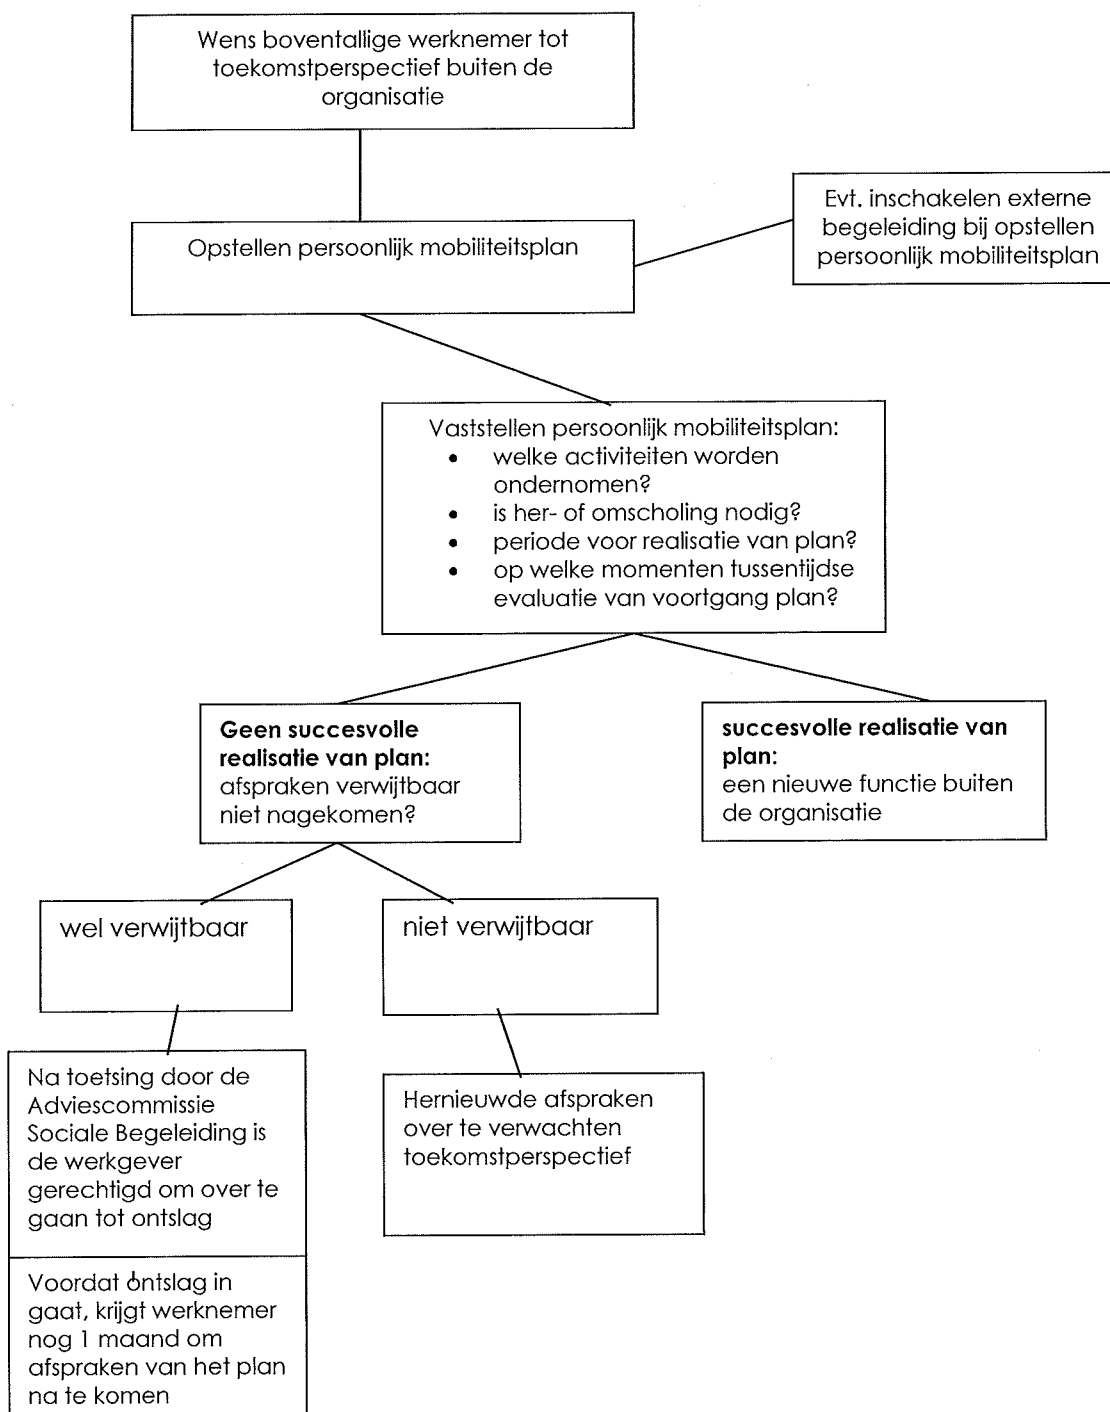 Wens boventallige werknemer tot
toekomstperspectief buiten de
organisatie
Opstellen persoonlijk mobiliteitsplan
Evt. inschakelen externe
begeleiding bij opstellen
persoonlijk mobiliteitsplan
Vaststellen persoonlijk mobiliteitsplan:
• welke activiteiten worden
ondernomen?
• is her- of omscholing nodig?
• periode voor realisatie van plan?
• op welke momenten tussentijdse
evaluatie van voortgang plan?
Geen succesvolle
realisatie van plan:
afspraken verwijtbaar
niet nagekomen?
succesvolle realisatie van
plan:
een nieuwe functie buiten
de organisatie
wel verwijtbaar
niet verwijtbaar
Na toetsing door de
Adviescommissie
Sociale Begeleiding is
de werkgever
gerechtigd om over te
gaan tot ontslag
Hernieuwde afspraken
over te verwachten
toekomstperspectief
Voordat ontslag in
gaat, krijgt werknemer
nog 1 maand om
afspraken van het plan
na te komen